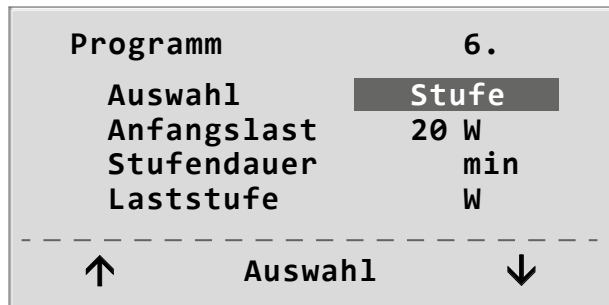 Programm 6.
Auswahl Stufe
Anfangslast 20 W
Stufendauer min
Laststufe W
↑ Auswahl ↓